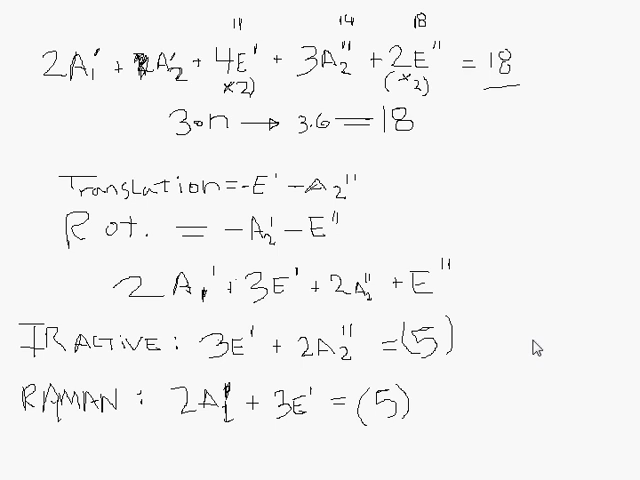 11 14 18
2A₁' + A₂' + 4E' + 3A₂'' + 2E'' = 18
(×2) (×2)
3·n → 3·6 = 18
Translation = -E' - A₂''
Rot. = -A₂' - E''
2A₁' + 3E' + 2A₂'' + E''
IR ACTIVE: 3E' + 2A₂'' = (5)
RAMAN: 2A₁' + 3E' = (5)